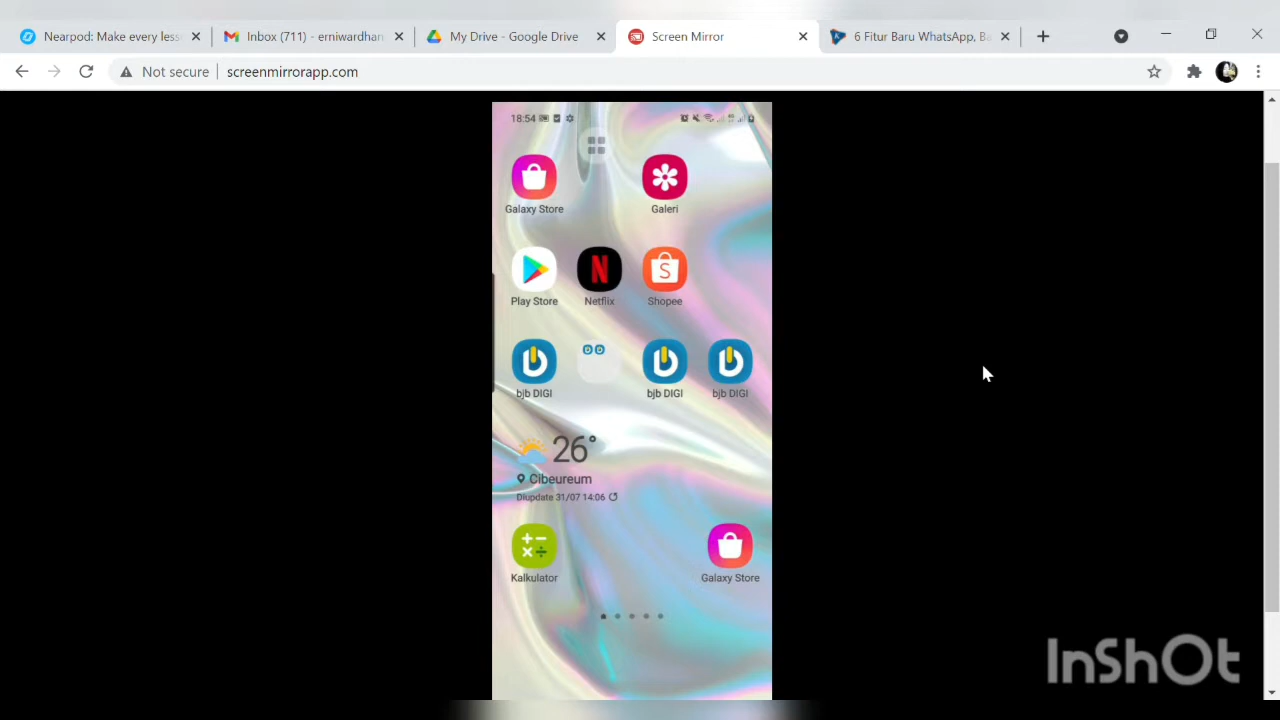 Nearpod: Make every less
Inbox (711) - erniwardhan
My Drive - Google Drive
Screen Mirror
6 Fitur Baru WhatsApp, Ba
Not secure
screenmirrorapp.com
18:54
Galaxy Store
Galeri
Play Store
Netflix
Shopee
bjb DIGI
bjb DIGI
bjb DIGI
26°
Cibeureum
Diupdate 31/07 14:06
Kalkulator
Galaxy Store
InShOt